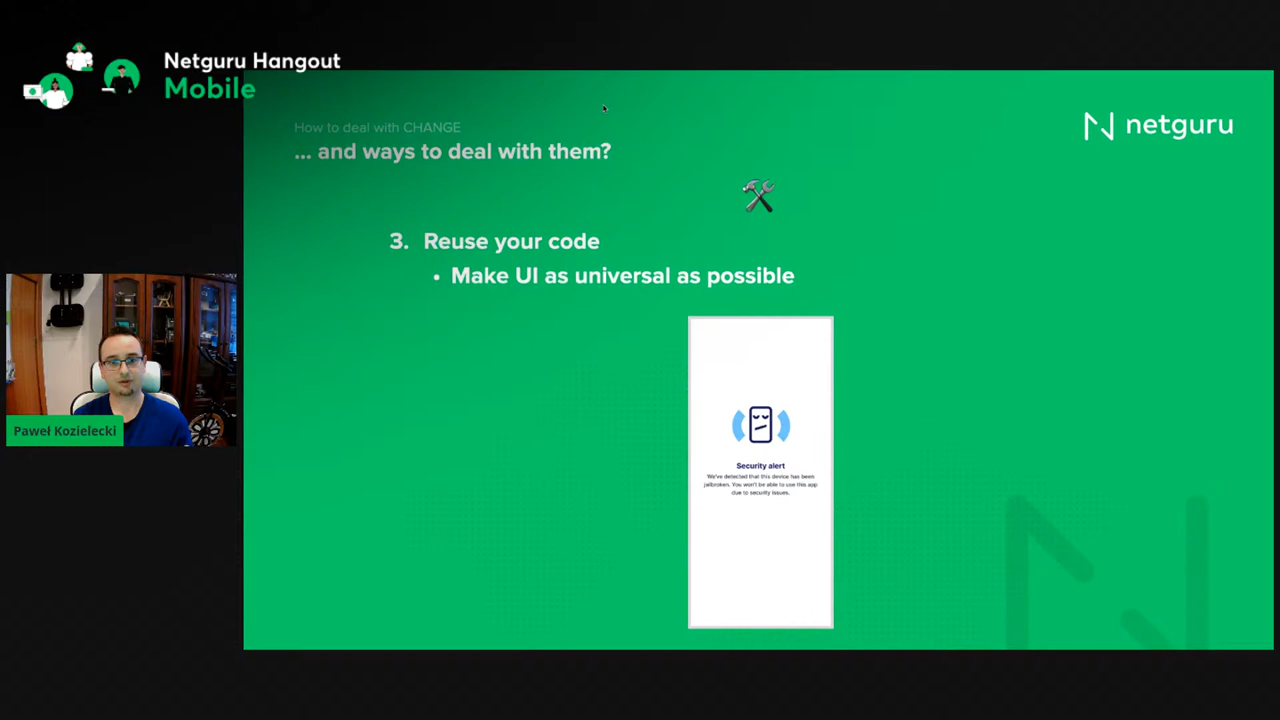 Netguru Hangout
Mobile
How to deal with CHANGE
... and ways to deal with them?
netguru
3. Reuse your code
• Make UI as universal as possible
Security alert
We've detected that this device has been
jailbroken. You won't be able to use this app
due to security issues.
Paweł Kozielecki